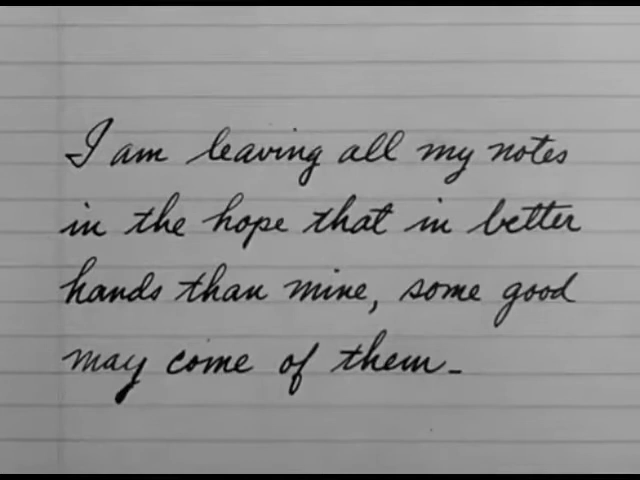 I am leaving all my notes
in the hope that in better
hands than mine, some good
may come of them_